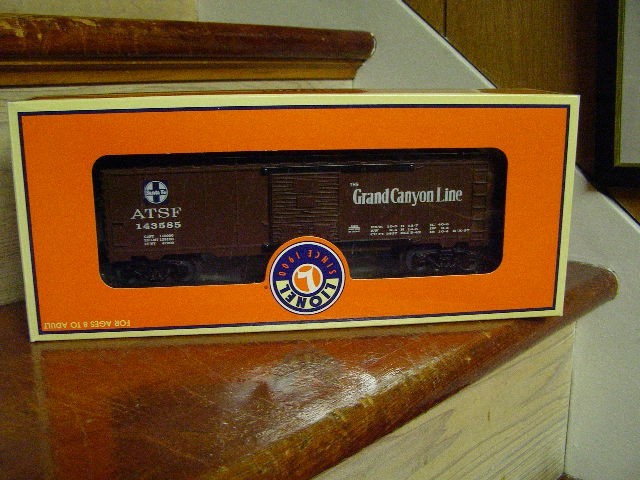 Santa Fe
ATSF
143585
THE
Grand Canyon Line
LIONEL
SINCE 1900
L
FOR AGES 8 TO ADULT